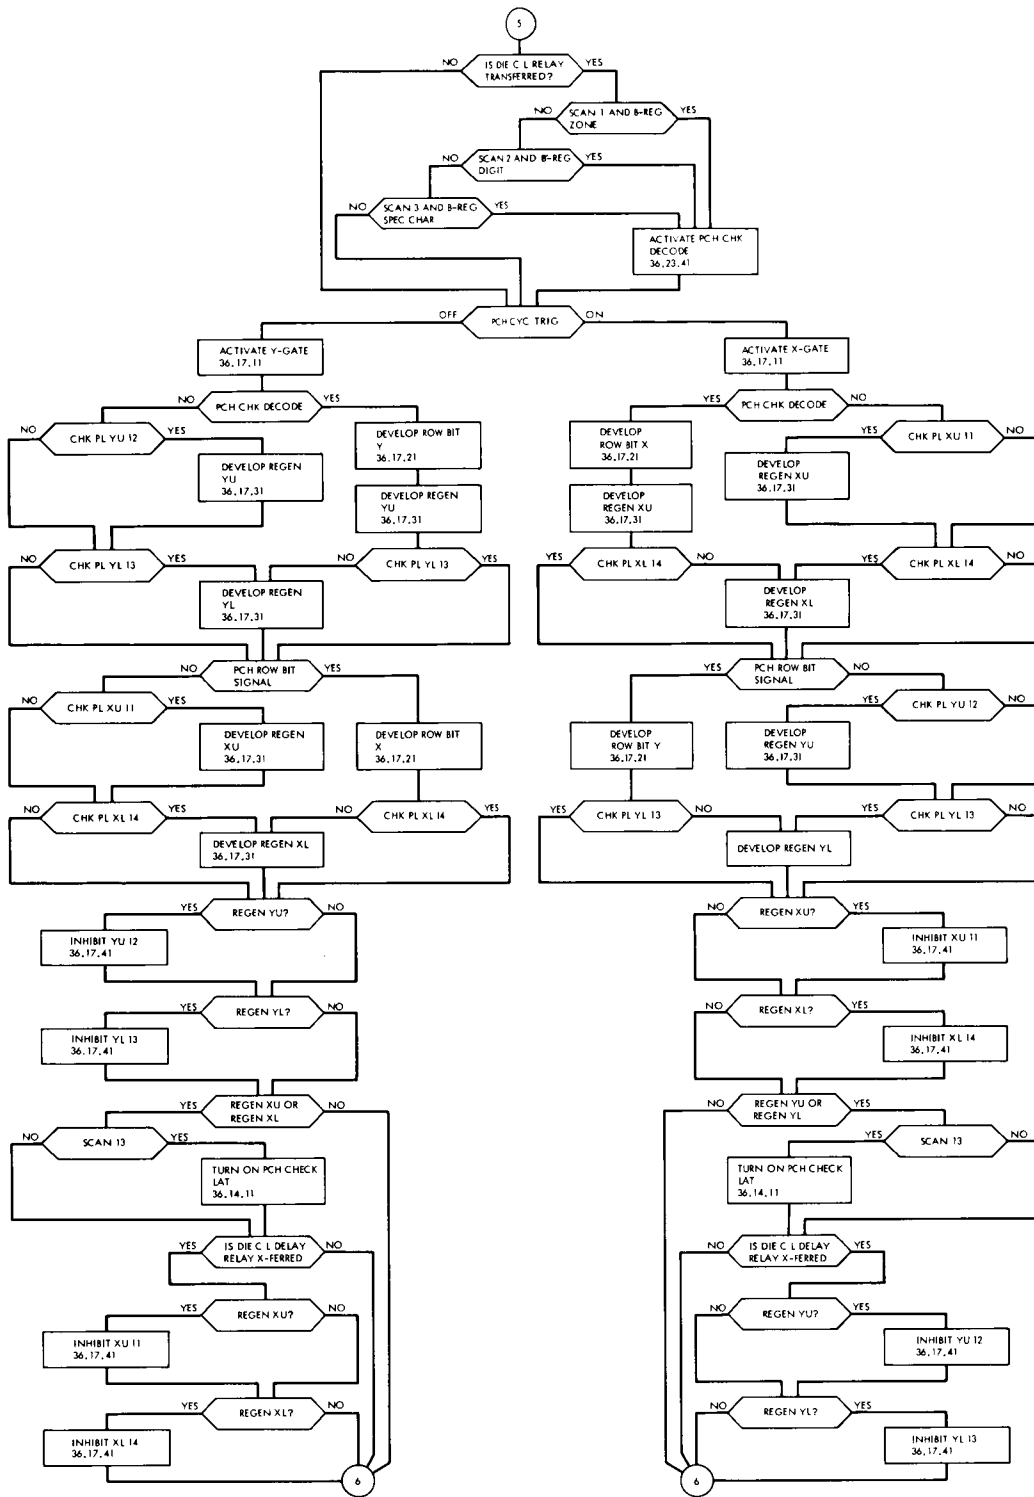 5
NO
IS DIE C L RELAY
TRANSFERRED?
YES
NO
SCAN 1 AND B-REG
ZONE
YES
NO
SCAN 2 AND B-REG
DIGIT
YES
NO
SCAN 3 AND B-REG
SPEC CHAR
YES
ACTIVATE PCH CHK
DECODE
36.23.41
OFF
PCH CYC TRIG
ON
ACTIVATE Y-GATE
36.17.11
NO
PCH CHK DECODE
YES
NO
CHK PL YU 12
YES
DEVELOP ROW BIT
Y
36.17.21
DEVELOP REGEN
YU
36.17.31
DEVELOP REGEN
YU
36.17.31
NO
CHK PL YL 13
YES
NO
CHK PL YL 13
YES
DEVELOP REGEN
YL
36.17.31
NO
PCH ROW BIT
SIGNAL
YES
NO
CHK PL XU 11
YES
DEVELOP REGEN
XU
36.17.31
DEVELOP ROW BIT
X
36.17.21
NO
CHK PL XL 14
YES
NO
CHK PL XL 14
YES
DEVELOP REGEN XL
36.17.31
YES
REGEN YU?
NO
INHIBIT YU 12
36.17.41
YES
REGEN YL?
NO
INHIBIT YL 13
36.17.41
YES
REGEN XU OR
REGEN XL
NO
NO
SCAN 13
YES
TURN ON PCH CHECK
LAT
36.14.11
YES
IS DIE C L DELAY
RELAY X-FERRED
NO
YES
REGEN XU?
NO
INHIBIT XU 11
36.17.41
YES
REGEN XL?
NO
INHIBIT XL 14
36.17.41
6
ACTIVATE X-GATE
36.17.11
YES
PCH CHK DECODE
NO
DEVELOP
ROW BIT X
36.17.21
YES
CHK PL XU 11
NO
DEVELOP
REGEN XU
36.17.31
DEVELOP
REGEN XU
36.17.31
YES
CHK PL XL 14
NO
YES
CHK PL XL 14
NO
DEVELOP
REGEN XL
36.17.31
YES
PCH ROW BIT
SIGNAL
NO
YES
CHK PL YU 12
NO
DEVELOP
ROW BIT Y
36.17.21
DEVELOP
REGEN YU
36.17.31
YES
CHK PL YL 13
NO
YES
CHK PL YL 13
NO
DEVELOP REGEN YL
NO
REGEN XU?
YES
INHIBIT XU 11
36.17.41
NO
REGEN XL?
YES
INHIBIT XL 14
36.17.41
NO
REGEN YU OR
REGEN YL
YES
YES
SCAN 13
NO
TURN ON PCH CHECK
LAT
36.14.11
NO
IS DIE C L DELAY
RELAY X-FERRED
YES
NO
REGEN YU?
YES
INHIBIT YU 12
36.17.41
NO
REGEN YL?
YES
INHIBIT YL 13
36.17.41
6